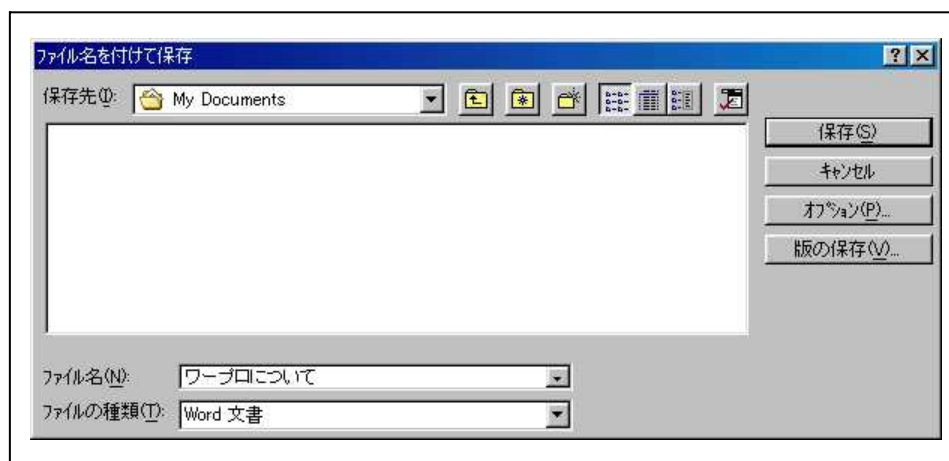 ファイル名を付けて保存
保存先(I): My Documents
保存(S)
キャンセル
オプション(P)...
版の保存(V)...
ファイル名(N): ワープロについて
ファイルの種類(T): Word 文書